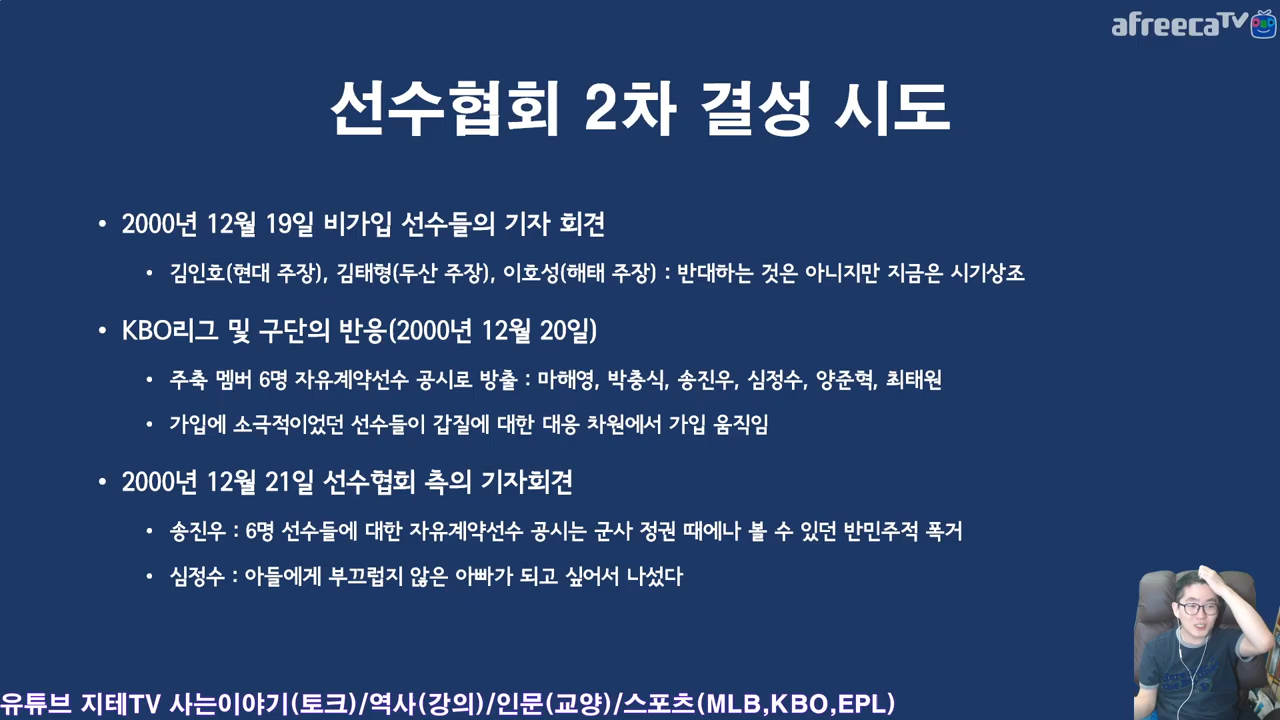 afreecaTV
선수협회 2차 결성 시도
• 2000년 12월 19일 비가입 선수들의 기자 회견
• 김인호(현대 주장), 김태형(두산 주장), 이호성(해태 주장) : 반대하는 것은 아니지만 지금은 시기상조
• KBO리그 및 구단의 반응(2000년 12월 20일)
• 주축 멤버 6명 자유계약선수 공시로 방출 : 마해영, 박충식, 송진우, 심정수, 양준혁, 최태원
• 가입에 소극적이었던 선수들이 갑질에 대한 대응 차원에서 가입 움직임
• 2000년 12월 21일 선수협회 측의 기자회견
• 송진우 : 6명 선수들에 대한 자유계약선수 공시는 군사 정권 때에나 볼 수 있던 반민주적 폭거
• 심정수 : 아들에게 부끄럽지 않은 아빠가 되고 싶어서 나섰다
유튜브 지테TV 사는이야기(토크)/역사(강의)/인문(교양)/스포츠(MLB,KBO,EPL)